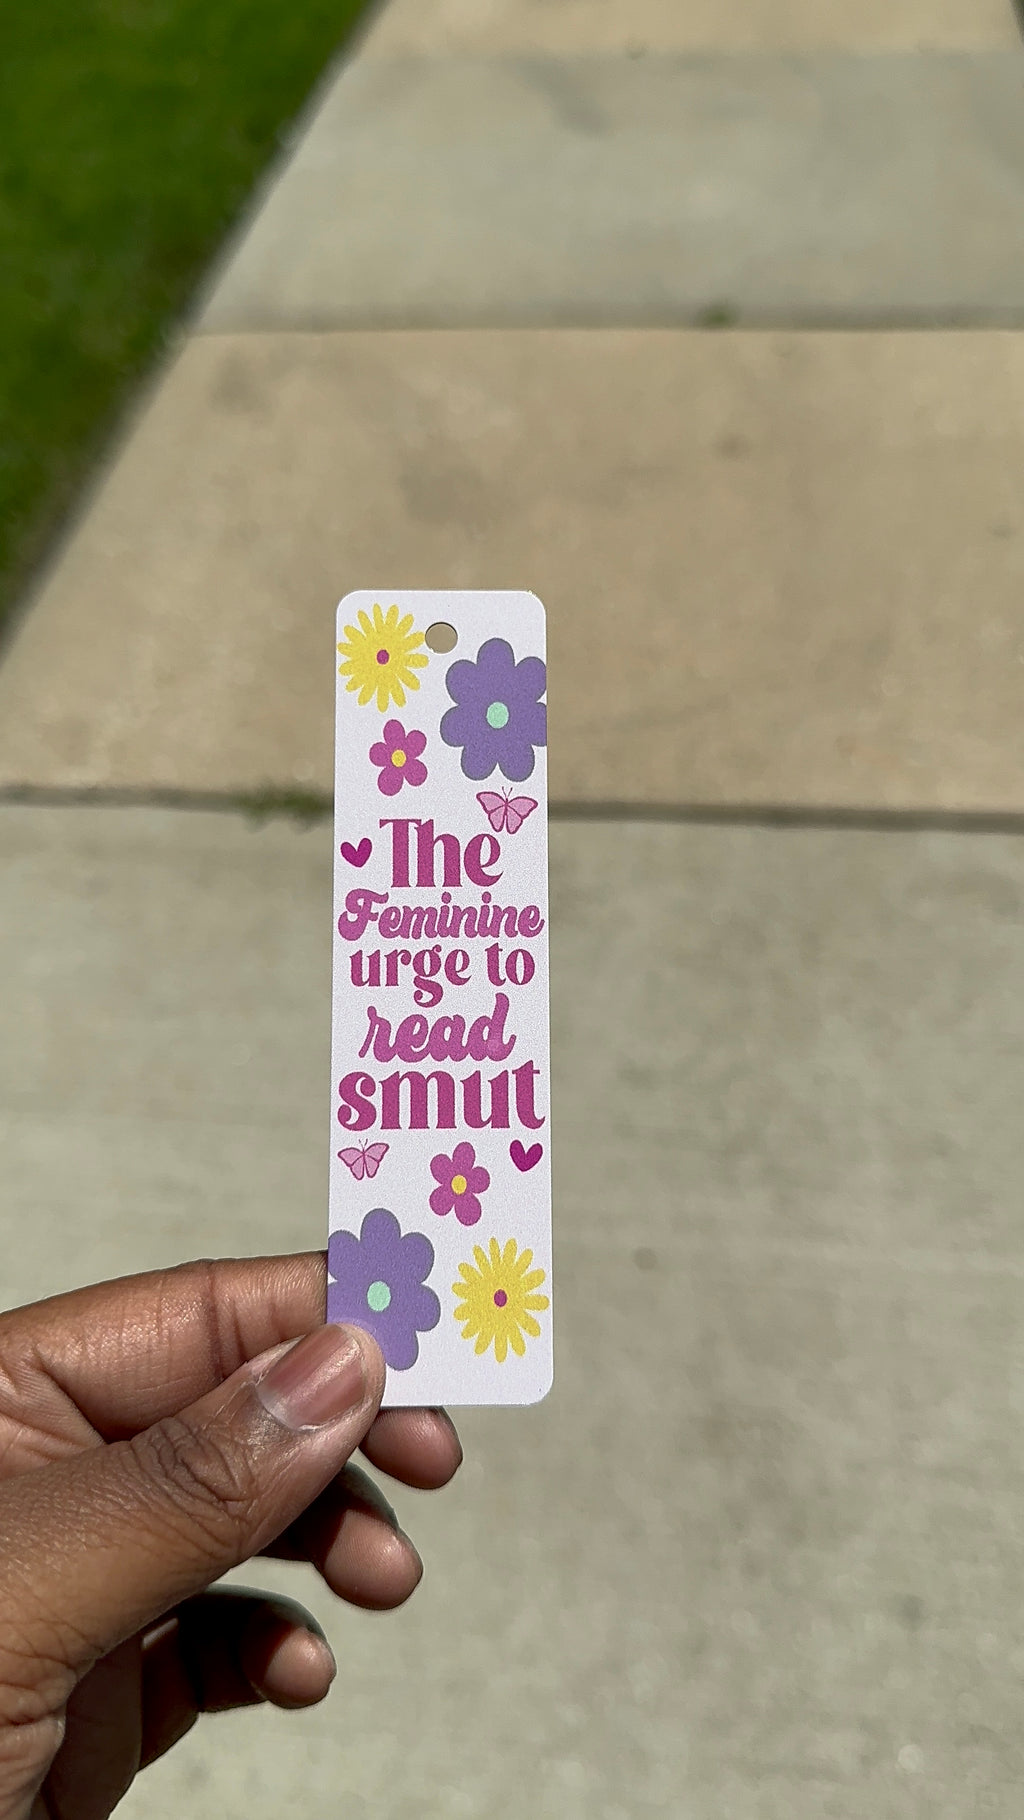 The
Feminine
urge to
read
smut